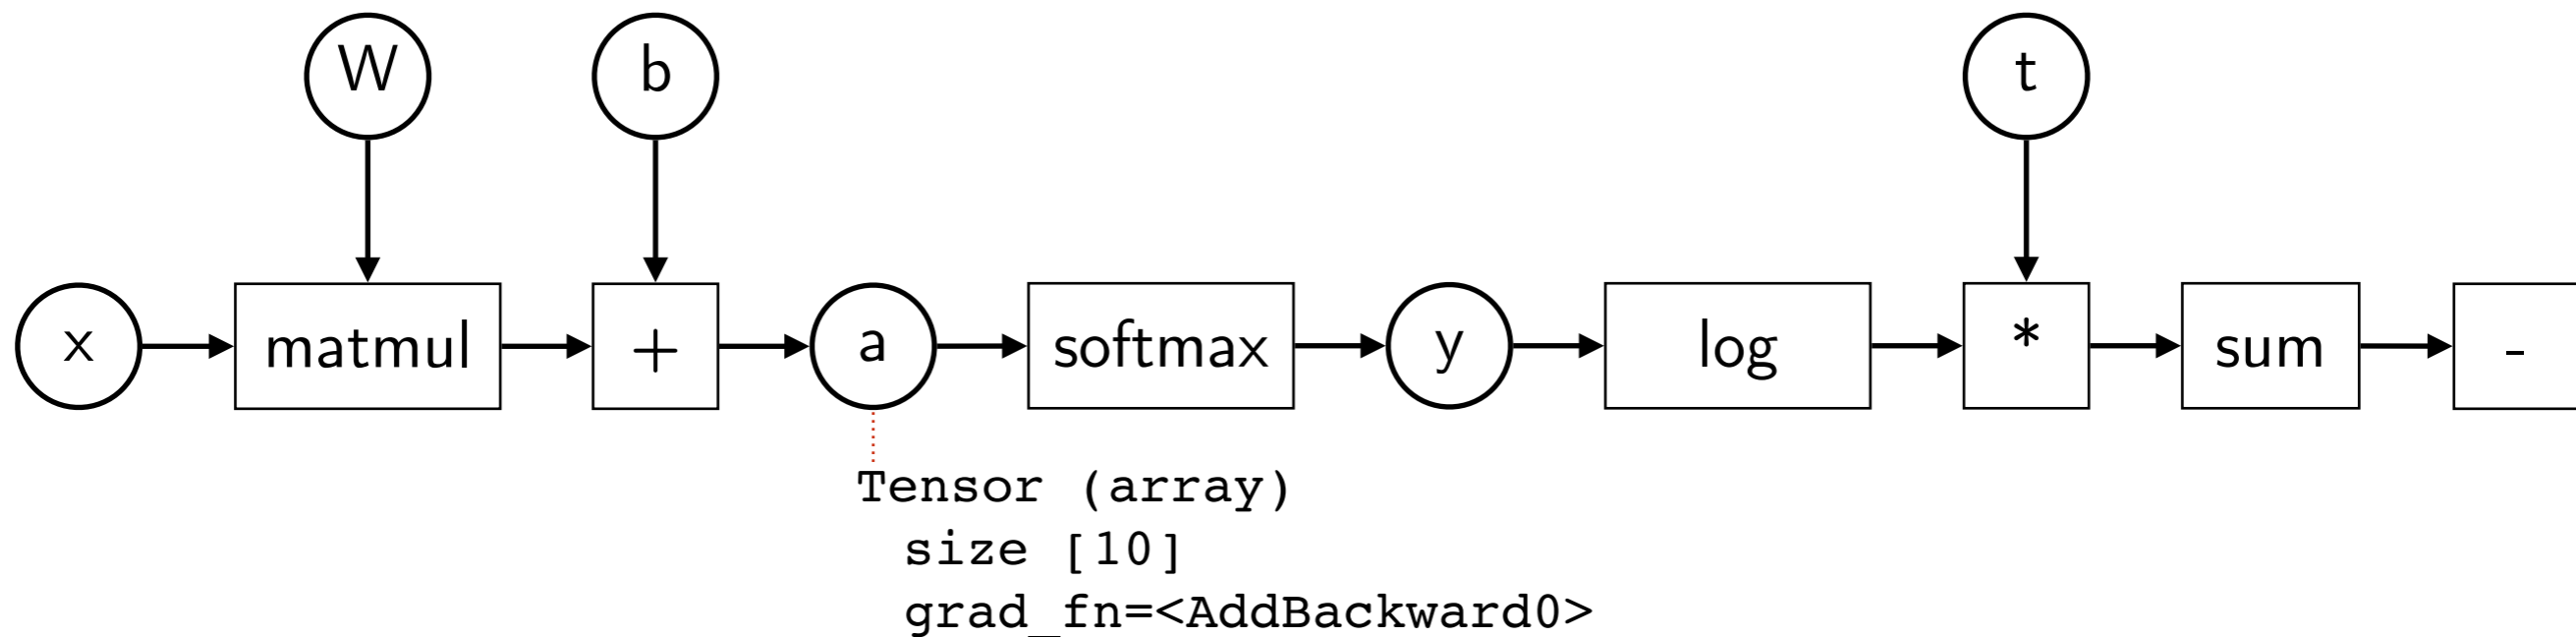 W
b
t
x
matmul
+
a
softmax
y
log
*
sum
-
Tensor (array)
size [10]
grad_fn=<AddBackward0>